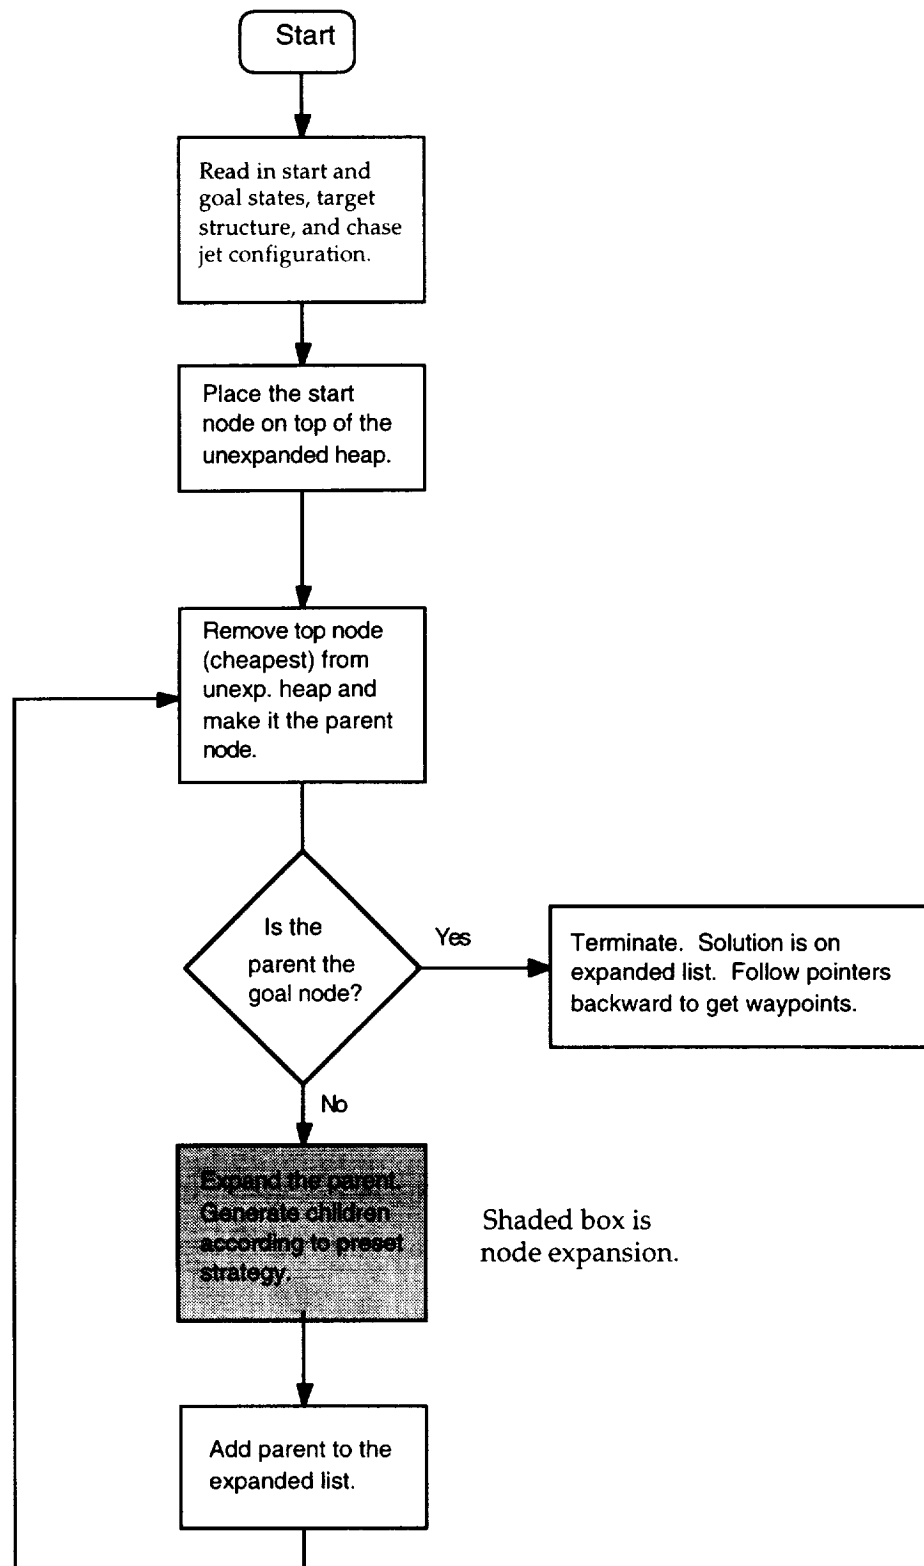 Start
Read in start and
goal states, target
structure, and chase
jet configuration.
Place the start
node on top of the
unexpanded heap.
Remove top node
(cheapest) from
unexp. heap and
make it the parent
node.
Is the
parent the
goal node?
Yes
Terminate. Solution is on
expanded list. Follow pointers
backward to get waypoints.
No
Expand the parent.
Generate children
according to preset
strategy.
Shaded box is
node expansion.
Add parent to the
expanded list.